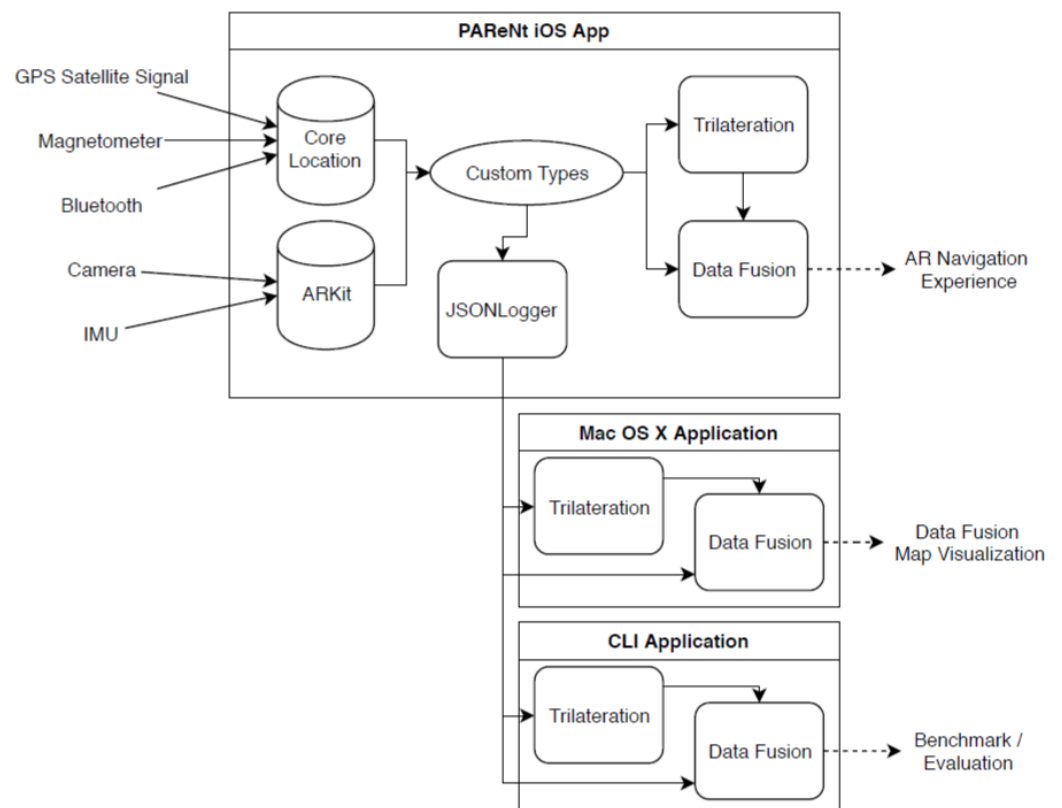 PAReNt iOS App
GPS Satellite Signal
Magnetometer
Bluetooth
Camera
IMU
Core
Location
ARKit
Custom Types
JSONLogger
Trilateration
Data Fusion
AR Navigation
Experience
Mac OS X Application
Trilateration
Data Fusion
Data Fusion
Map Visualization
CLI Application
Trilateration
Data Fusion
Benchmark /
Evaluation